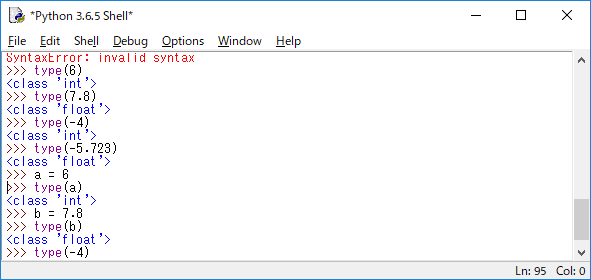 *Python 3.6.5 Shell*
File Edit Shell Debug Options Window Help
SyntaxError: invalid syntax
>>> type(6)
<class 'int'>
>>> type(7.8)
<class 'float'>
>>> type(-4)
<class 'int'>
>>> type(-5.723)
<class 'float'>
>>> a = 6
>>> type(a)
<class 'int'>
>>> b = 7.8
>>> type(b)
<class 'float'>
>>> type(-4)
Ln: 95 Col: 0